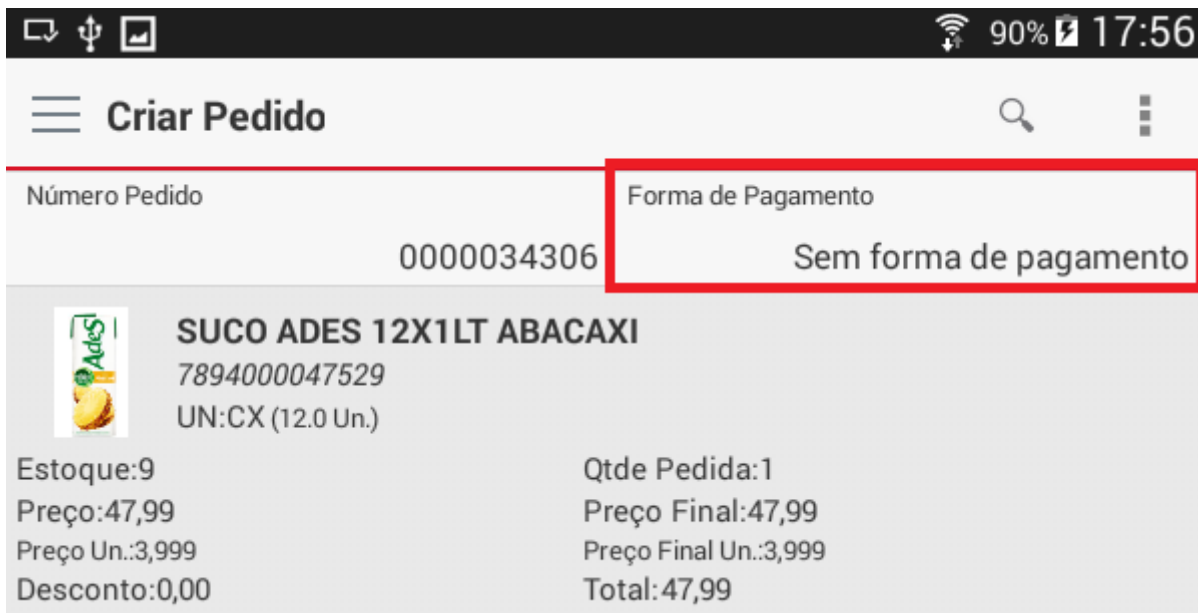 90% 17:56
Criar Pedido
Número Pedido
0000034306
Forma de Pagamento
Sem forma de pagamento
AdeS
SUCO ADES 12X1LT ABACAXI
7894000047529
UN:CX (12.0 Un.)
Estoque:9
Qtde Pedida:1
Preço:47,99
Preço Final:47,99
Preço Un.:3,999
Preço Final Un.:3,999
Desconto:0,00
Total:47,99